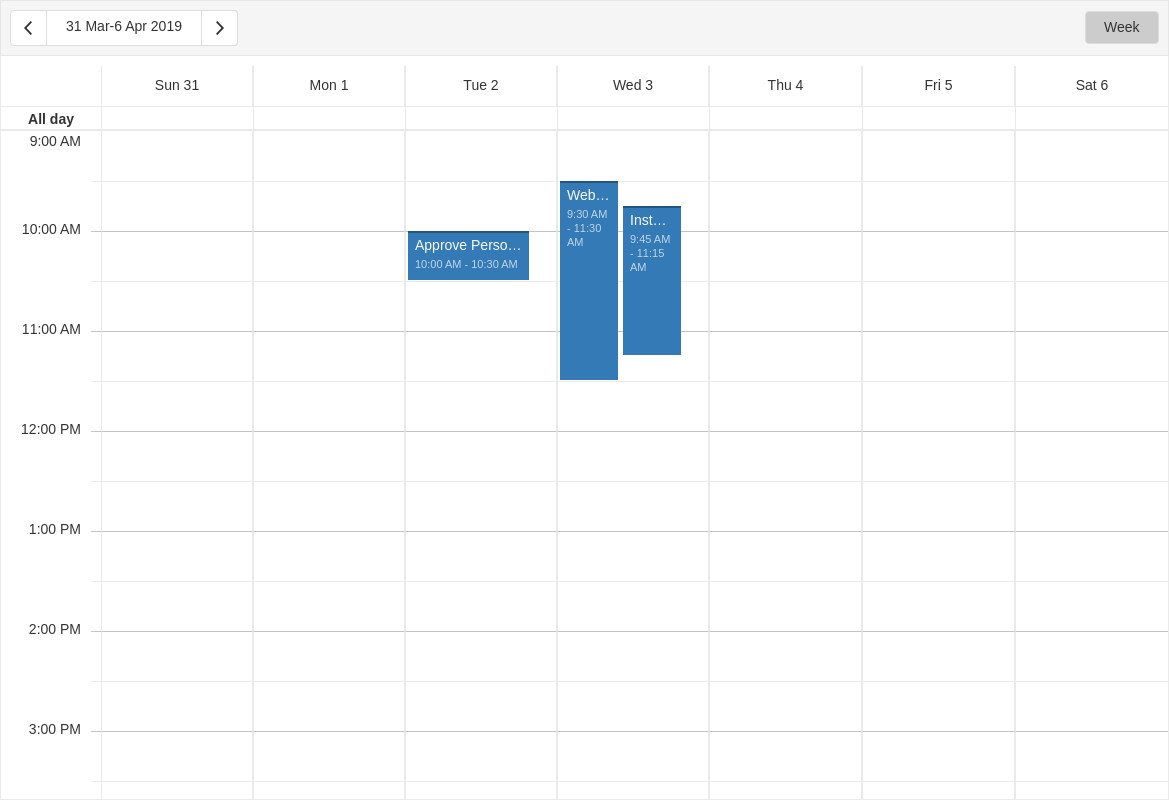 31 Mar-6 Apr 2019
Week
Sun 31
Mon 1
Tue 2
Wed 3
Thu 4
Fri 5
Sat 6
All day
9:00 AM
10:00 AM
11:00 AM
12:00 PM
1:00 PM
2:00 PM
3:00 PM
Approve Perso...
10:00 AM - 10:30 AM
Web...
9:30 AM
- 11:30
AM
Inst...
9:45 AM
- 11:15
AM